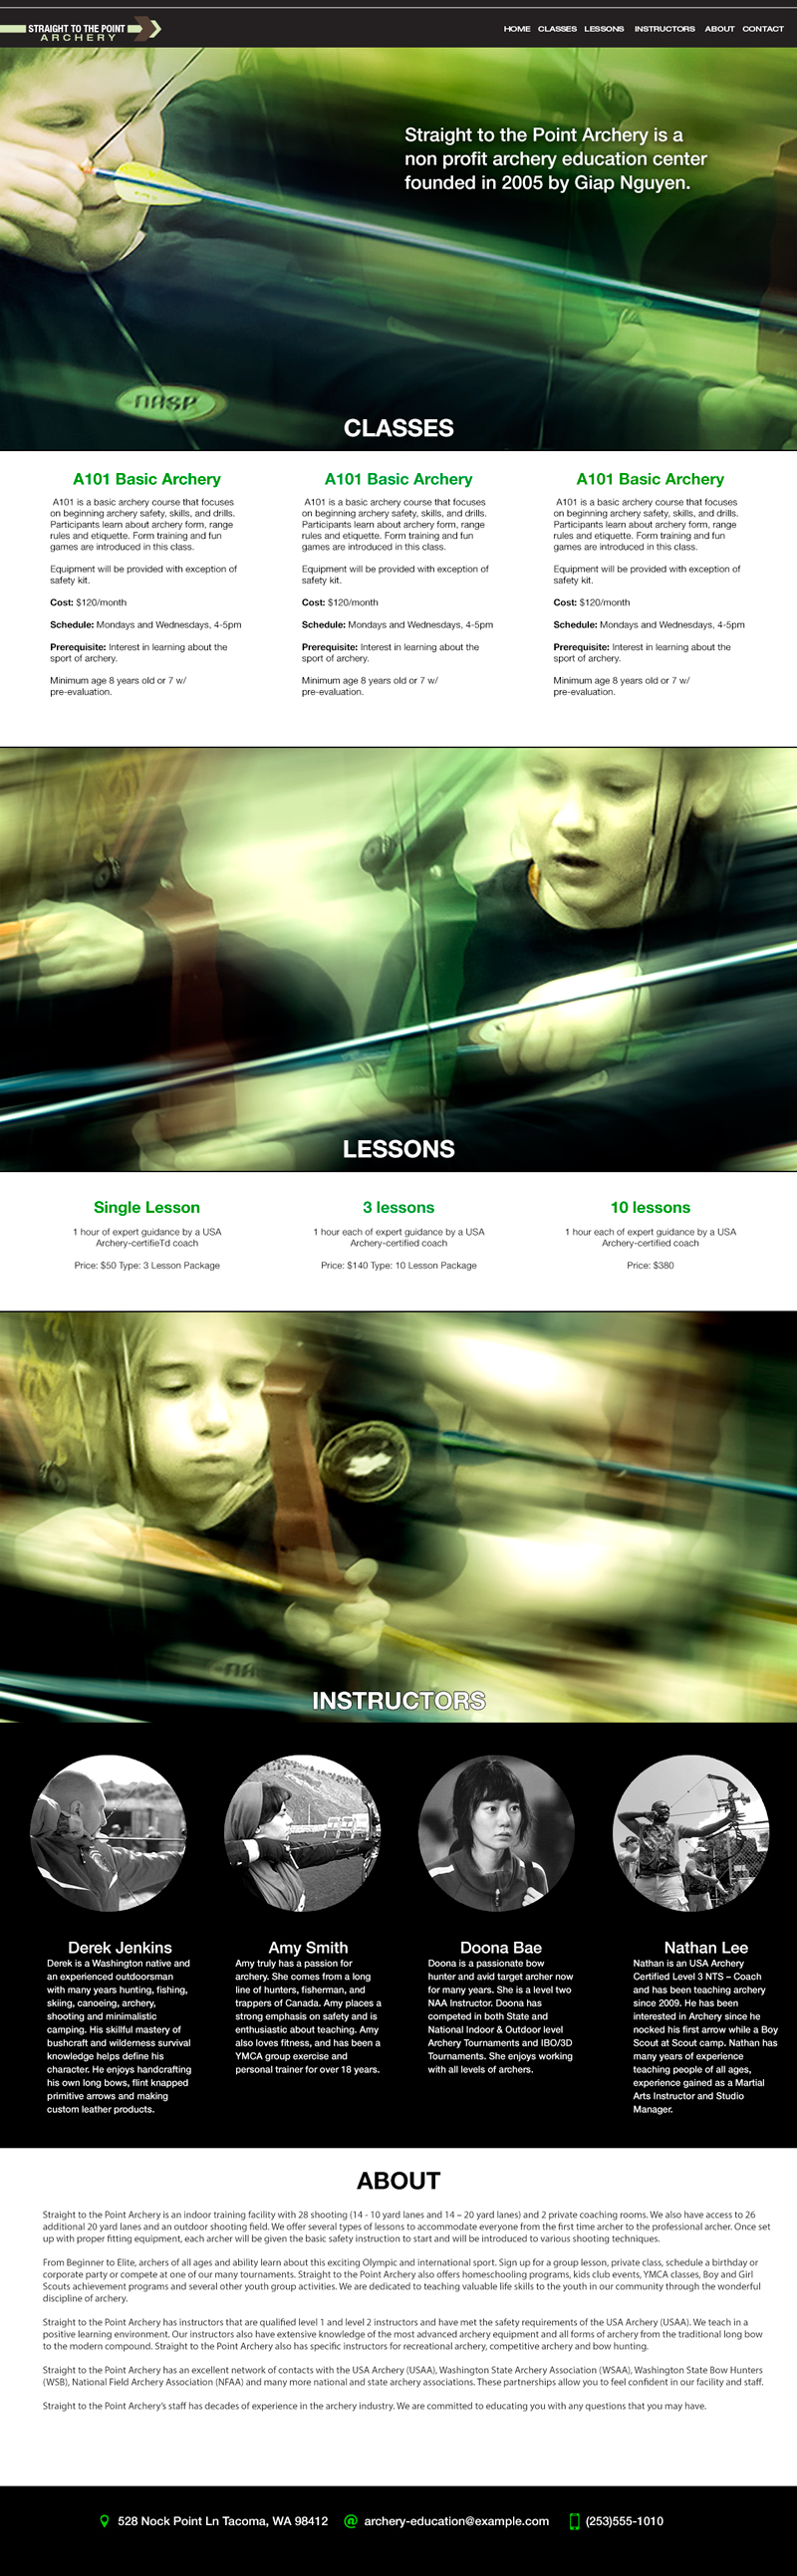 STRAIGHT TO THE POINT
ARCHERY
HOME CLASSES LESSONS INSTRUCTORS ABOUT CONTACT
Straight to the Point Archery is a
non profit archery education center
founded in 2005 by Giap Nguyen.
NASP
CLASSES
A101 Basic Archery
A101 is a basic archery course that focuses
on beginning archery safety, skills, and drills.
Participants learn about archery form, range
rules and etiquette. Form training and fun
games are introduced in this class.
Equipment will be provided with exception of
safety kit.
Cost: $120/month
Schedule: Mondays and Wednesdays, 4-5pm
Prerequisite: Interest in learning about the
sport of archery.
Minimum age 8 years old or 7 w/
pre-evaluation.
A101 Basic Archery
A101 is a basic archery course that focuses
on beginning archery safety, skills, and drills.
Participants learn about archery form, range
rules and etiquette. Form training and fun
games are introduced in this class.
Equipment will be provided with exception of
safety kit.
Cost: $120/month
Schedule: Mondays and Wednesdays, 4-5pm
Prerequisite: Interest in learning about the
sport of archery.
Minimum age 8 years old or 7 w/
pre-evaluation.
A101 Basic Archery
A101 is a basic archery course that focuses
on beginning archery safety, skills, and drills.
Participants learn about archery form, range
rules and etiquette. Form training and fun
games are introduced in this class.
Equipment will be provided with exception of
safety kit.
Cost: $120/month
Schedule: Mondays and Wednesdays, 4-5pm
Prerequisite: Interest in learning about the
sport of archery.
Minimum age 8 years old or 7 w/
pre-evaluation.
LESSONS
Single Lesson
1 hour of expert guidance by a USA
Archery-certifieTd coach
Price: $50 Type: 3 Lesson Package
3 lessons
1 hour each of expert guidance by a USA
Archery-certified coach
Price: $140 Type: 10 Lesson Package
10 lessons
1 hour each of expert guidance by a USA
Archery-certified coach
Price: $380
INSTRUCTORS
Derek Jenkins
Derek is a Washington native and
an experienced outdoorsman
with many years hunting, fishing,
skiing, canoeing, archery,
shooting and minimalistic
camping. His skillful mastery of
bushcraft and wilderness survival
knowledge helps define his
character. He enjoys handcrafting
his own long bows, flint knapped
primitive arrows and making
custom leather products.
Amy Smith
Amy truly has a passion for
archery. She comes from a long
line of hunters, fisherman, and
trappers of Canada. Amy places a
strong emphasis on safety and is
enthusiastic about teaching. Amy
also loves fitness, and has been a
YMCA group exercise and
personal trainer for over 18 years.
Doona Bae
Doona is a passionate bow
hunter and avid target archer now
for many years. She is a level two
NAA Instructor. Doona has
competed in both State and
National Indoor & Outdoor level
Archery Tournaments and IBO/3D
Tournaments. She enjoys working
with all levels of archers.
Nathan Lee
Nathan is an USA Archery
Certified Level 3 NTS – Coach
and has been teaching archery
since 2009. He has been
interested in Archery since he
nocked his first arrow while a Boy
Scout at Scout camp. Nathan has
many years of experience
teaching people of all ages,
experience gained as a Martial
Arts Instructor and Studio
Manager.
ABOUT
Straight to the Point Archery is an indoor training facility with 28 shooting (14 - 10 yard lanes and 14 – 20 yard lanes) and 2 private coaching rooms. We also have access to 26
additional 20 yard lanes and an outdoor shooting field. We offer several types of lessons to accommodate everyone from the first time archer to the professional archer. Once set
up with proper fitting equipment, each archer will be given the basic safety instruction to start and will be introduced to various shooting techniques.
From Beginner to Elite, archers of all ages and ability learn about this exciting Olympic and international sport. Sign up for a group lesson, private class, schedule a birthday or
corporate party or compete at one of our many tournaments. Straight to the Point Archery also offers homeschooling programs, kids club events, YMCA classes, Boy and Girl
Scouts achievement programs and several other youth group activities. We are dedicated to teaching valuable life skills to the youth in our community through the wonderful
discipline of archery.
Straight to the Point Archery has instructors that are qualified level 1 and level 2 instructors and have met the safety requirements of the USA Archery (USAA). We teach in a
positive learning environment. Our instructors also have extensive knowledge of the most advanced archery equipment and all forms of archery from the traditional long bow
to the modern compound. Straight to the Point Archery also has specific instructors for recreational archery, competitive archery and bow hunting.
Straight to the Point Archery has an excellent network of contacts with the USA Archery (USAA), Washington State Archery Association (WSAA), Washington State Bow Hunters
(WSB), National Field Archery Association (NFAA) and many more national and state archery associations. These partnerships allow you to feel confident in our facility and staff.
Straight to the Point Archery's staff has decades of experience in the archery industry. We are committed to educating you with any questions that you may have.
528 Nock Point Ln Tacoma, WA 98412 @ archery-education@example.com (253)555-1010